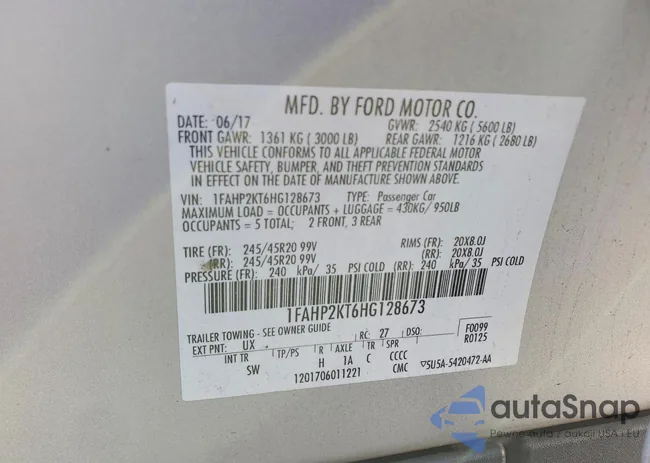 MFD. BY FORD MOTOR CO.
DATE: 06/17 GVWR: 2540 KG ( 5600 LB)
FRONT GAWR: 1361 KG ( 3000 LB) REAR GAWR: 1216 KG ( 2680 LB)
THIS VEHICLE CONFORMS TO ALL APPLICABLE FEDERAL MOTOR
VEHICLE SAFETY, BUMPER, AND THEFT PREVENTION STANDARDS
IN EFFECT ON THE DATE OF MANUFACTURE SHOWN ABOVE.
VIN: 1FAHP2KT6HG128673 TYPE: Passenger Car
MAXIMUM LOAD = OCCUPANTS + LUGGAGE = 430KG/ 950LB
OCCUPANTS = 5 TOTAL; 2 FRONT, 3 REAR
TIRE (FR): 245/45R20 99V RIMS (FR): 20X8.0J
(RR): 245/45R20 99V (RR): 20X8.0J
PRESSURE (FR): 240 kPa/ 35 PSI COLD (RR): 240 kPa/ 35 PSI COLD
1FAHP2KT6HG128673
TRAILER TOWING - SEE OWNER GUIDE
EXT PNT: UX RC: 27 DSO: F0099
R0125
INT TR TP/PS R AXLE TR SPR
SW H 1A C CCCC
1201706011221 CMC 5U5A-5420472-AA
autaSnap
Pewne auta z aukcji USA i EU